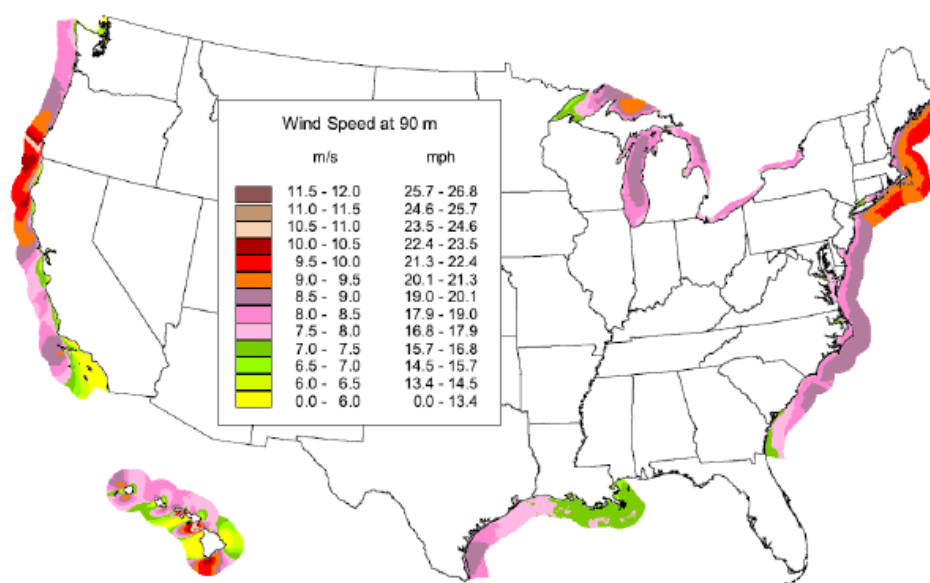 Wind Speed at 90 m
m/s mph
11.5 - 12.0 25.7 - 26.8
11.0 - 11.5 24.6 - 25.7
10.5 - 11.0 23.5 - 24.6
10.0 - 10.5 22.4 - 23.5
9.5 - 10.0 21.3 - 22.4
9.0 - 9.5 20.1 - 21.3
8.5 - 9.0 19.0 - 20.1
8.0 - 8.5 17.9 - 19.0
7.5 - 8.0 16.8 - 17.9
7.0 - 7.5 15.7 - 16.8
6.5 - 7.0 14.5 - 15.7
6.0 - 6.5 13.4 - 14.5
0.0 - 6.0 0.0 - 13.4